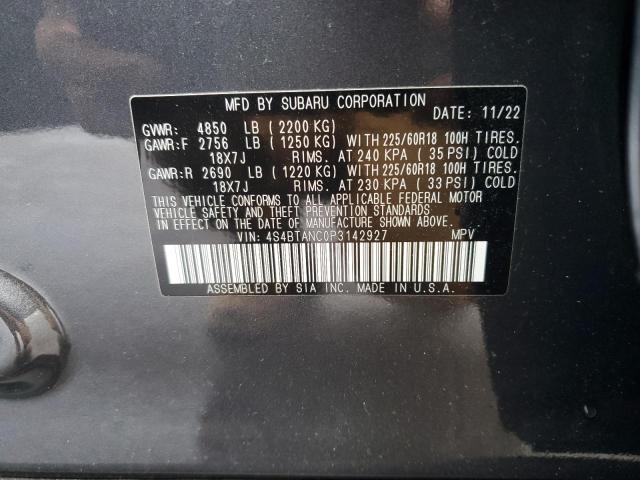 MFD BY SUBARU CORPORATION
DATE: 11/22
GVWR: 4850 LB (2200 KG)
GAWR:F 2756 LB (1250 KG) WITH 225/60R18 100H TIRES.
18X7J RIMS. AT 240 KPA (35 PSI) COLD
GAWR:R 2690 LB (1220 KG) WITH 225/60R18 100H TIRES.
18X7J RIMS. AT 230 KPA (33 PSI) COLD
THIS VEHICLE CONFORMS TO ALL APPLICABLE FEDERAL MOTOR
VEHICLE SAFETY AND THEFT PREVENTION STANDARDS
IN EFFECT ON THE DATE OF MANUFACTURE SHOWN ABOVE.
VIN: 4S4BTANC0P3142927 MPV
ASSEMBLED BY SIA INC. MADE IN U.S.A.